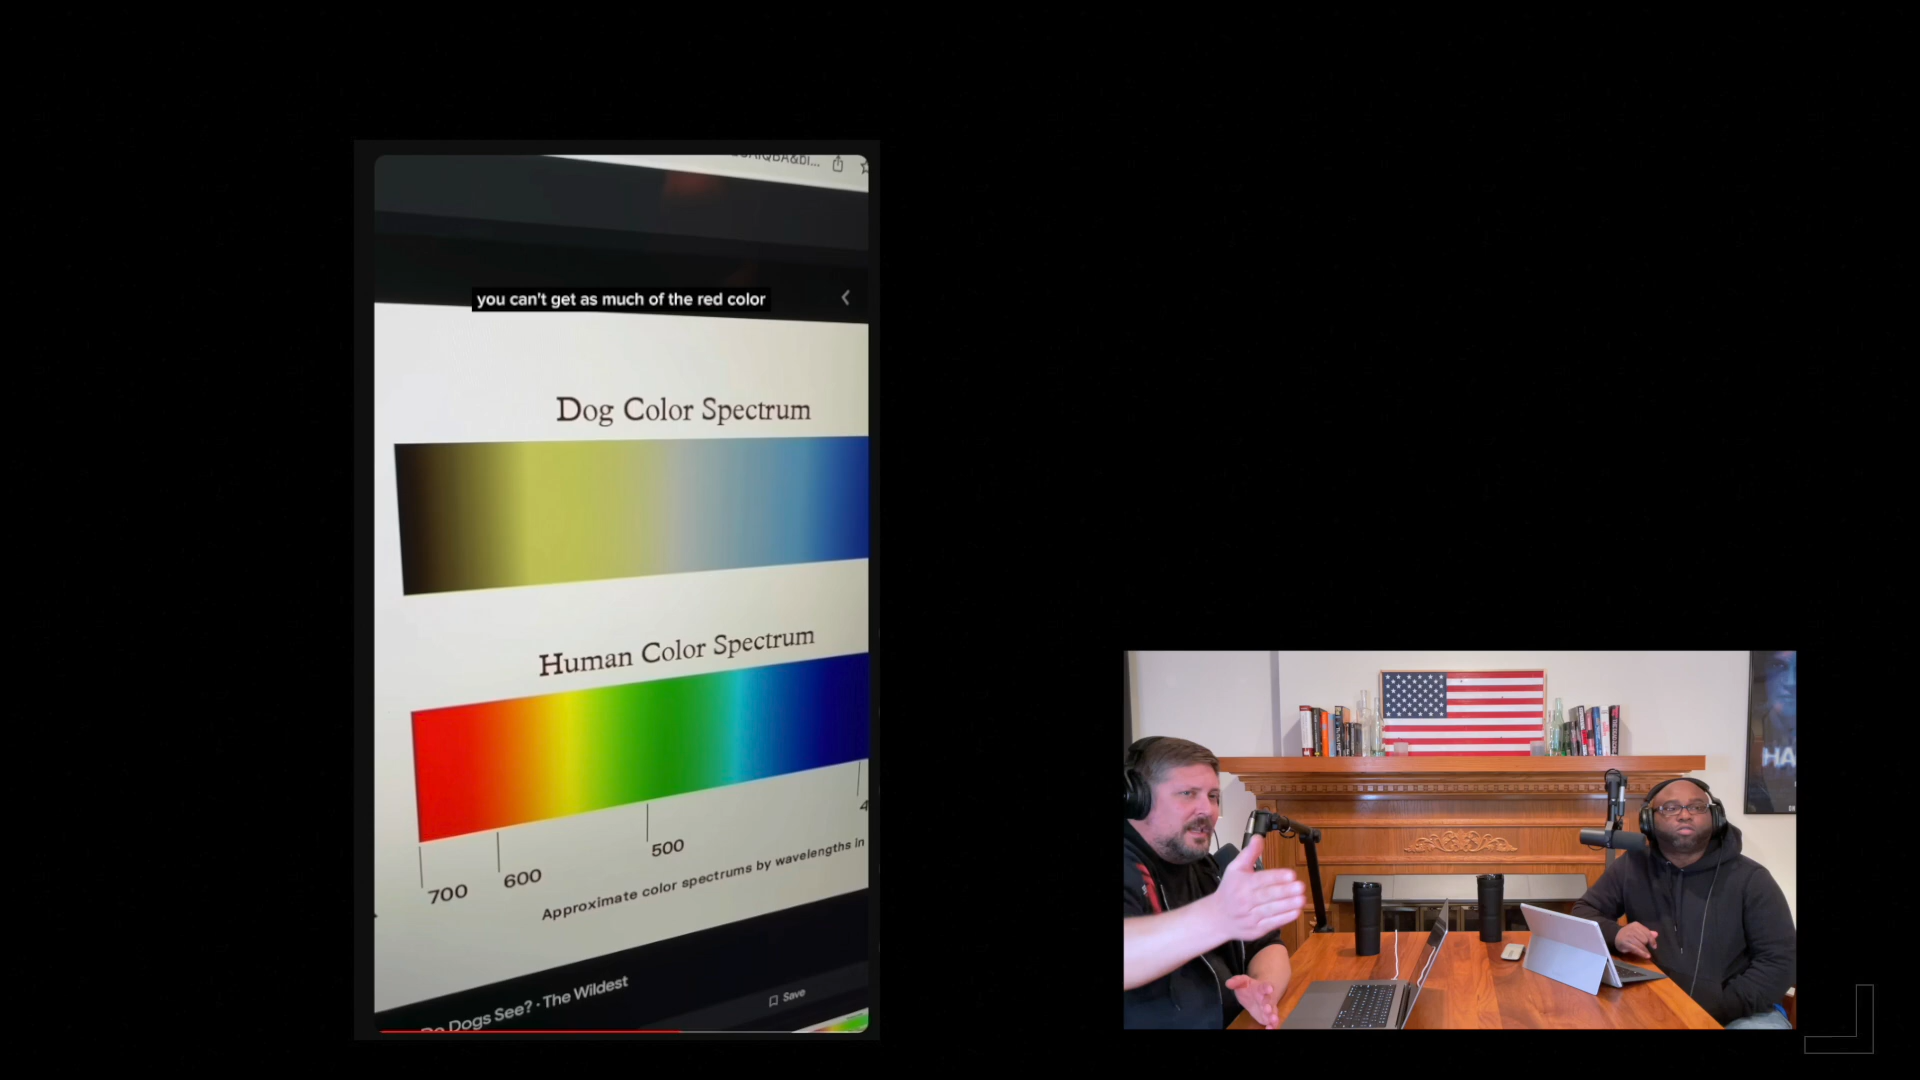 you can't get as much of the red color
Dog Color Spectrum
Human Color Spectrum
700
600
500
4
Approximate color spectrums by wavelengths in
Dogs See? · The Wildest
Save
HA